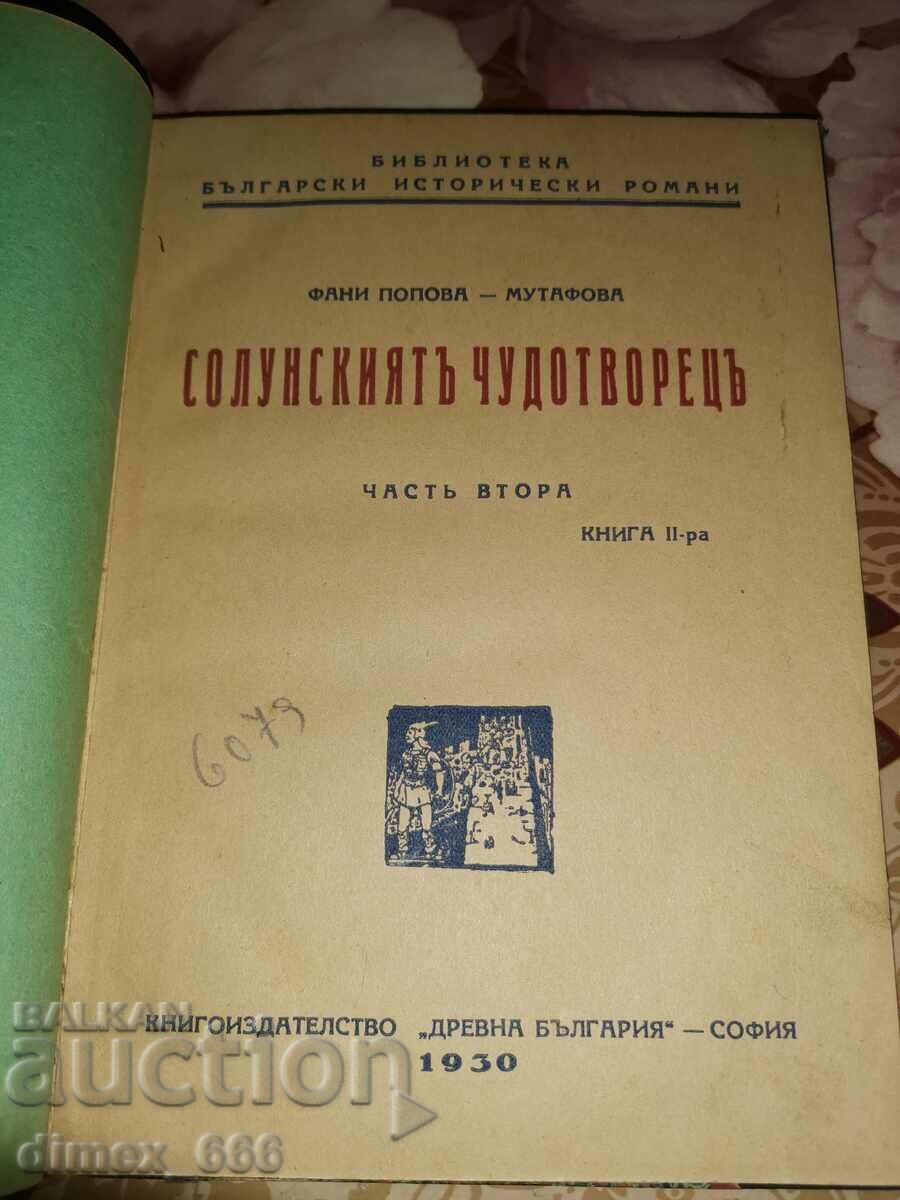 БИБЛИОТЕКА
БЪЛГАРСКИ ИСТОРИЧЕСКИ РОМАНИ
ФАНИ ПОПОВА — МУТАФОВА
СОЛУНСКИЯТЪ ЧУДОТВОРЕЦЪ
ЧАСТЬ ВТОРА
КНИГА II-ра
6079
КНИГОИЗДАТЕЛСТВО „ДРЕВНА БЪЛГАРИЯ“ — СОФИЯ
1930
BALKAN
auction
dimex_666